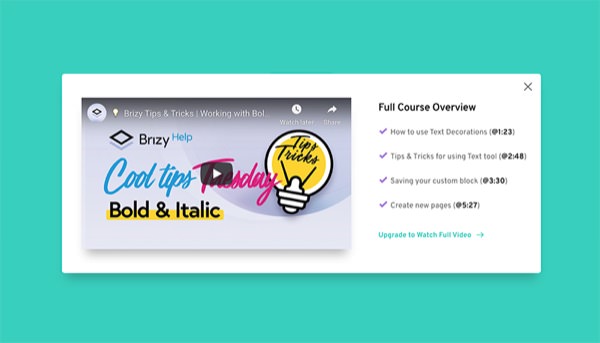 Brizy Tips & Tricks | Working with Bol...
Watch later
Share
Brizy Help
Cool tips Tuesday
Tips
Tricks
Bold & Italic
Full Course Overview
How to use Text Decorations (@1:23)
Tips & Tricks for using Text tool (@2:48)
Saving your custom block (@3:30)
Create new pages (@5:27)
Upgrade to Watch Full Video